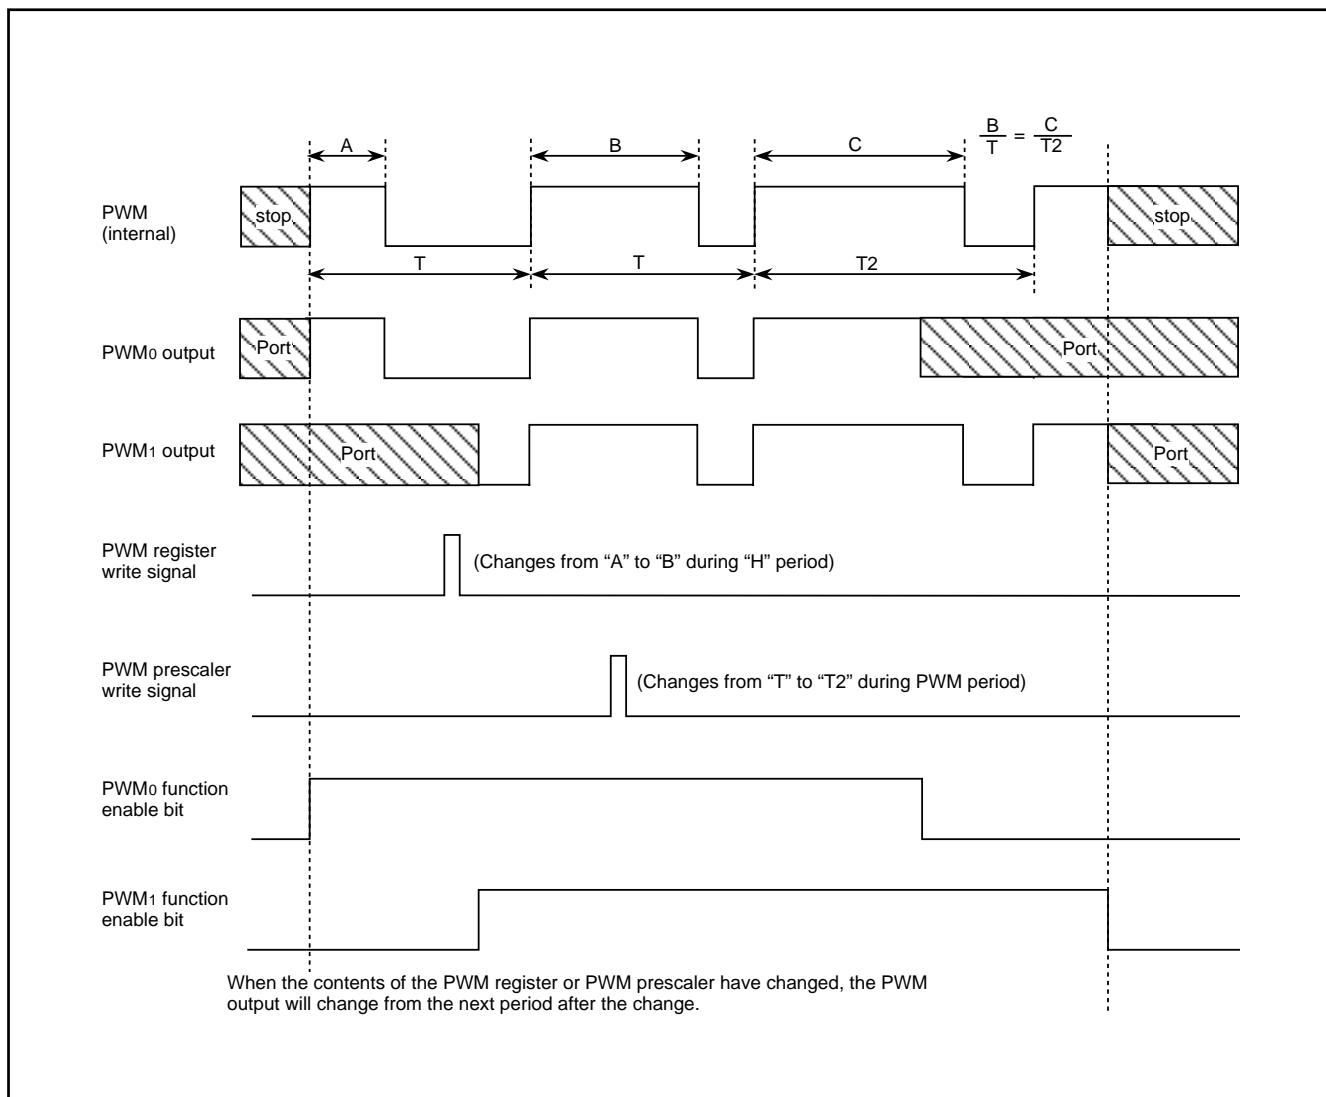 A
B
C
B
T
=
C
T2
PWM
(internal)
stop
stop
T
T
T2
PWM0 output
Port
Port
PWM1 output
Port
Port
PWM register
write signal
(Changes from “A” to “B” during “H” period)
PWM prescaler
write signal
(Changes from “T” to “T2” during PWM period)
PWM0 function
enable bit
PWM1 function
enable bit
When the contents of the PWM register or PWM prescaler have changed, the PWM
output will change from the next period after the change.